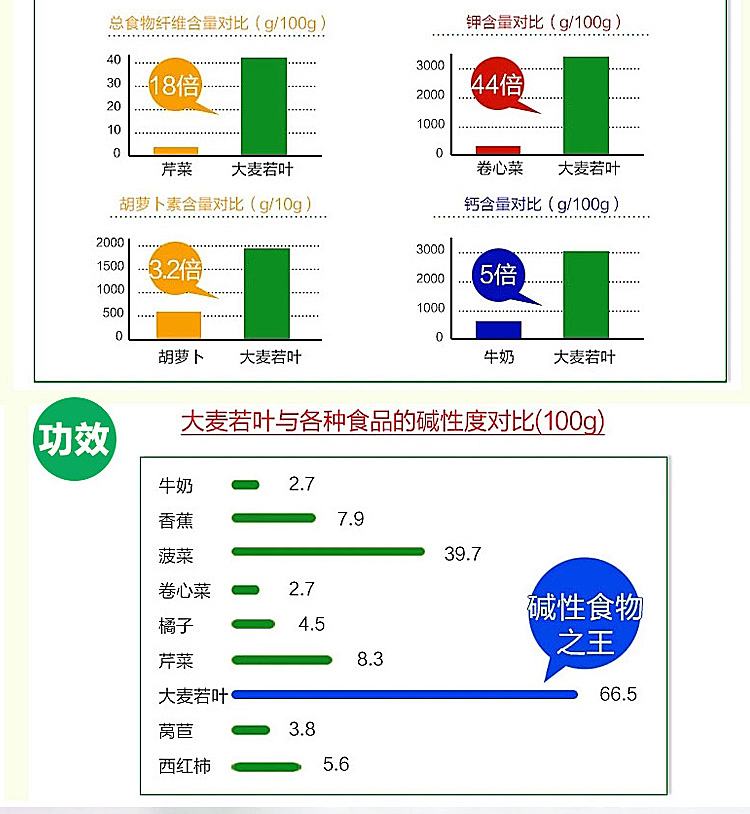 总食物纤维含量对比（g/100g）
40
30
20
10
0
18倍
芹菜
大麦若叶
钾含量对比（g/100g）
3000
2000
1000
0
44倍
卷心菜
大麦若叶
胡萝卜素含量对比（g/10g）
2000
1500
1000
500
0
3.2倍
胡萝卜
大麦若叶
钙含量对比（g/100g）
3000
2000
1000
0
5倍
牛奶
大麦若叶
功效
大麦若叶与各种食品的碱性度对比(100g)
牛奶 2.7
香蕉 7.9
菠菜 39.7
卷心菜 2.7
橘子 4.5
芹菜 8.3
大麦若叶 66.5
莴苣 3.8
西红柿 5.6
碱性食物
之王